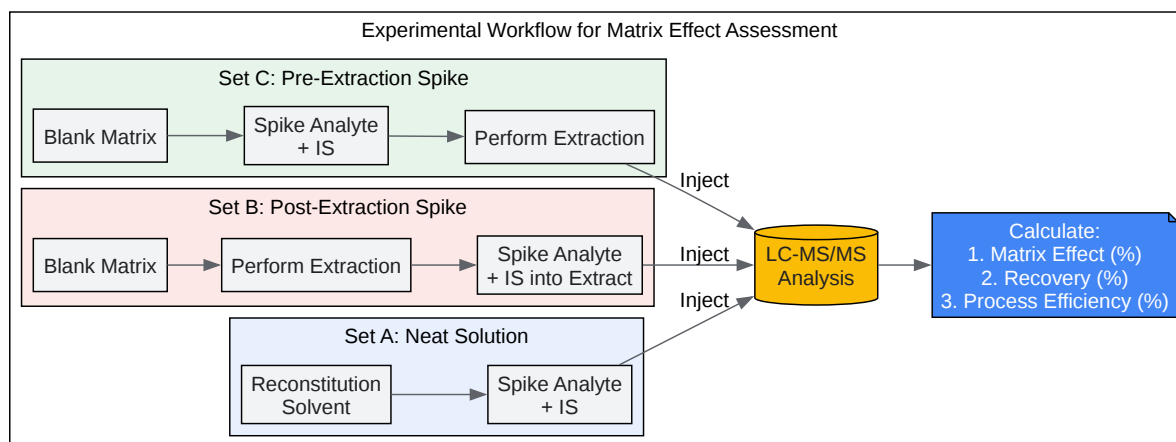 Experimental Workflow for Matrix Effect Assessment
Set C: Pre-Extraction Spike
Blank Matrix
Spike Analyte
+ IS
Perform Extraction
Inject
Set B: Post-Extraction Spike
Blank Matrix
Perform Extraction
Spike Analyte
+ IS into Extract
Inject
Set A: Neat Solution
Reconstitution
Solvent
Spike Analyte
+ IS
Inject
LC-MS/MS
Analysis
Calculate:
1. Matrix Effect (%)
2. Recovery (%)
3. Process Efficiency (%)